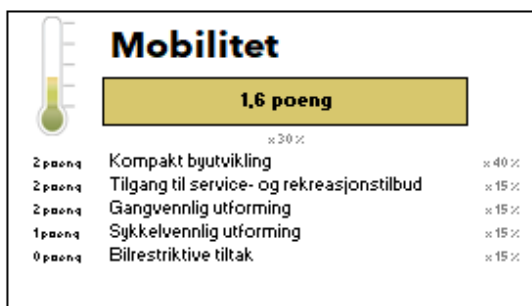 Mobilitet
1,6 poeng
x 30 %
2 poeng Kompakt byutvikling x 40 %
2 poeng Tilgang til service- og rekreasjonstilbud x 15 %
2 poeng Gangvennlig utforming x 15 %
1 poeng Sykkelvennlig utforming x 15 %
0 poeng Bilrestriktive tiltak x 15 %